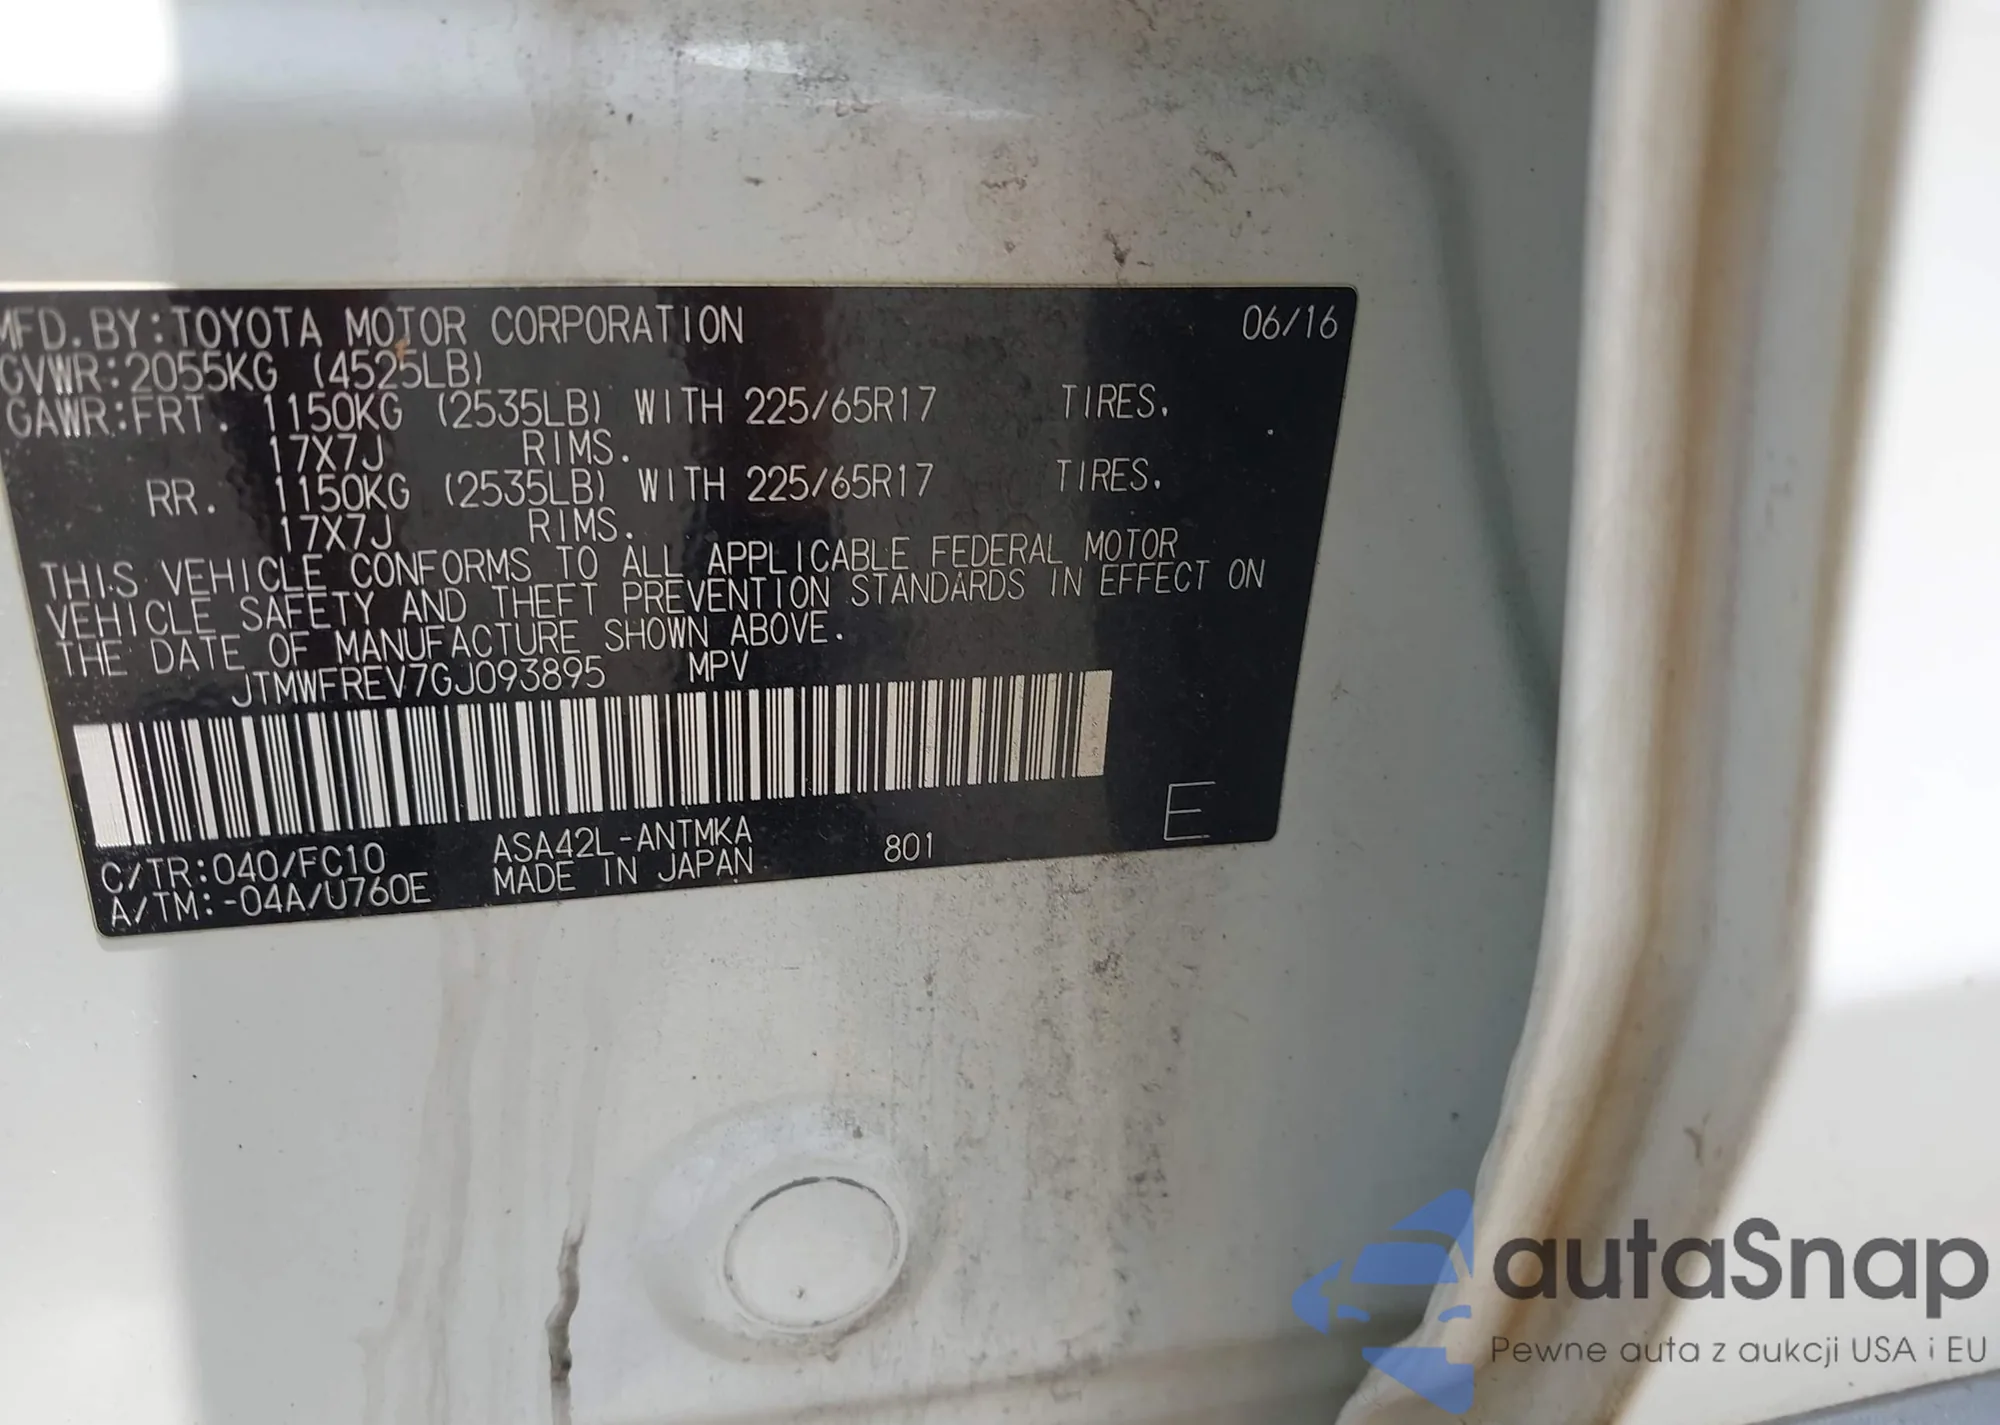 MFD. BY:TOYOTA MOTOR CORPORATION 06/16
GVWR:2055KG (4525LB)
GAWR:FRT. 1150KG (2535LB) WITH 225/65R17 TIRES.
17X7J RIMS.
RR. 1150KG (2535LB) WITH 225/65R17 TIRES.
17X7J RIMS.
THIS VEHICLE CONFORMS TO ALL APPLICABLE FEDERAL MOTOR
VEHICLE SAFETY AND THEFT PREVENTION STANDARDS IN EFFECT ON
THE DATE OF MANUFACTURE SHOWN ABOVE.
JTMWFREV7GJ093895 MPV
E
C/TR:040/FC10 ASA42L-ANTMKA 801
A/TM:-04A/U760E MADE IN JAPAN
autaSnap
Pewne auta z aukcji USA i EU